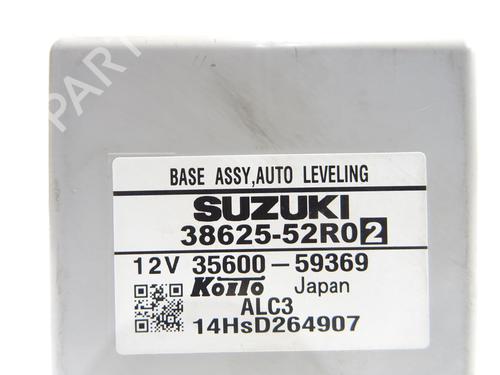 PART
BASE ASSY,AUTO LEVELING
SUZUKI
38625-52R02
12V 35600-59369
KOITO Japan
ALC3
14HsD264907